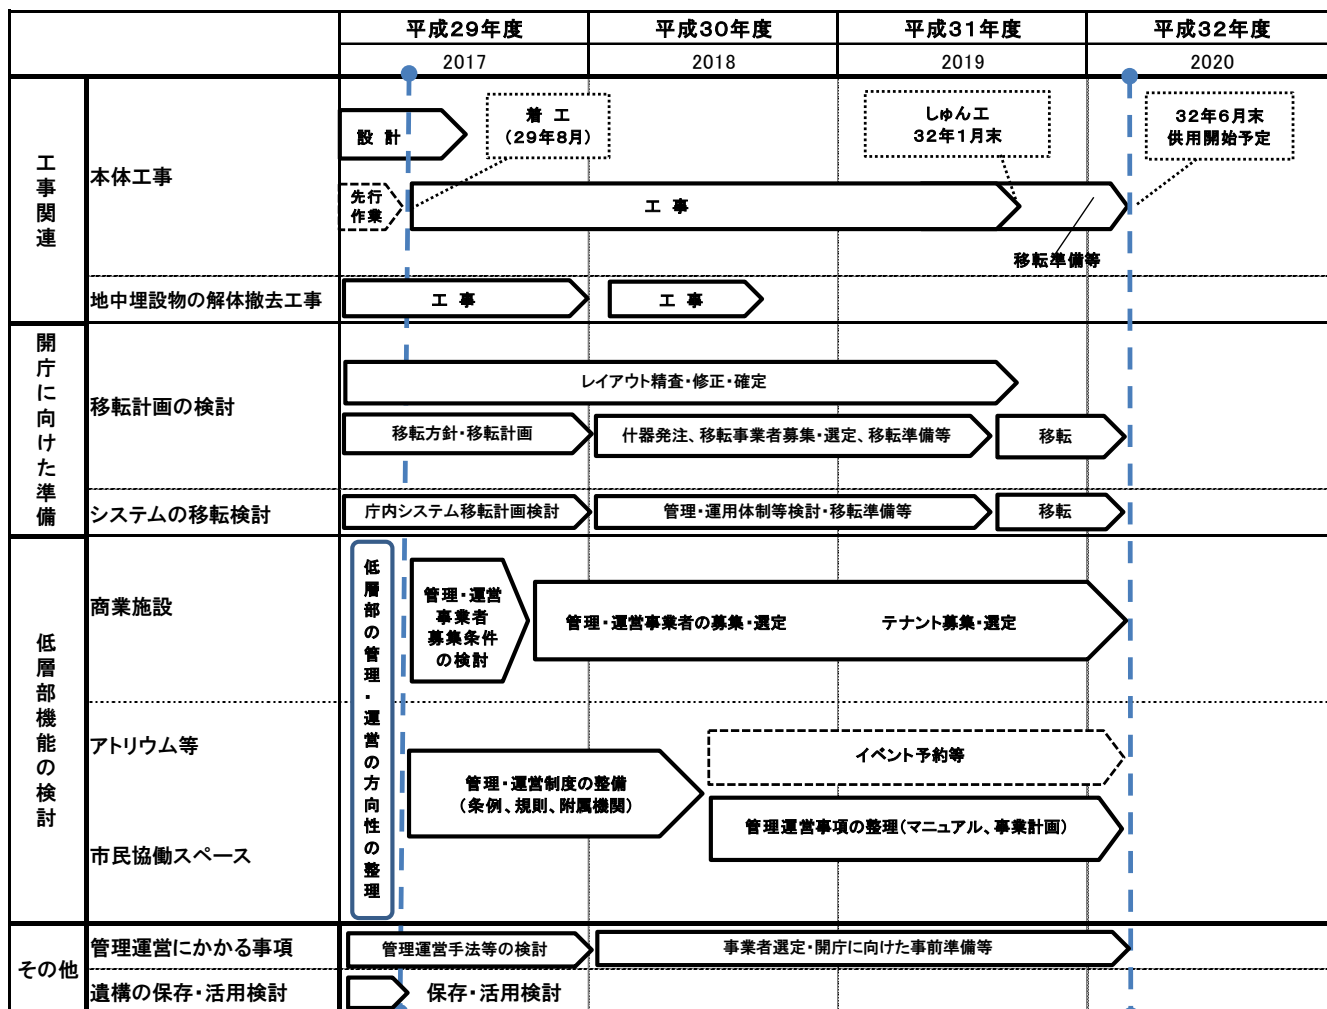 平成29年度
平成30年度
平成31年度
平成32年度
2017
2018
2019
2020
工事関連
本体工事
設 計
着 工
(29年8月)
しゅん工
32年1月末
32年6月末
供用開始予定
先行
作業
工 事
移転準備等
地中埋設物の解体撤去工事
工 事
工 事
開庁に向けた準備
移転計画の検討
レイアウト精査・修正・確定
移転方針・移転計画
什器発注、移転事業者募集・選定、移転準備等
移転
システムの移転検討
庁内システム移転計画検討
管理・運用体制等検討・移転準備等
移転
低層部機能の検討
低層部の管理・運営の方向性の整理
商業施設
管理・運営
事業者
募集条件
の検討
管理・運営事業者の募集・選定
テナント募集・選定
アトリウム等
イベント予約等
管理・運営制度の整備
(条例、規則、附属機関)
管理運営事項の整理(マニュアル、事業計画)
市民協働スペース
その他
管理運営にかかる事項
管理運営手法等の検討
事業者選定・開庁に向けた事前準備等
遺構の保存・活用検討
保存・活用検討